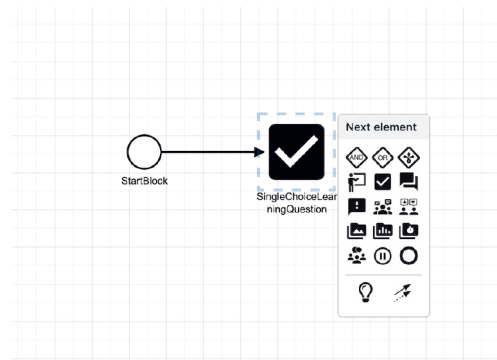 Next element
AND
OR
StartBlock
SingleChoiceLear
ningQuestion